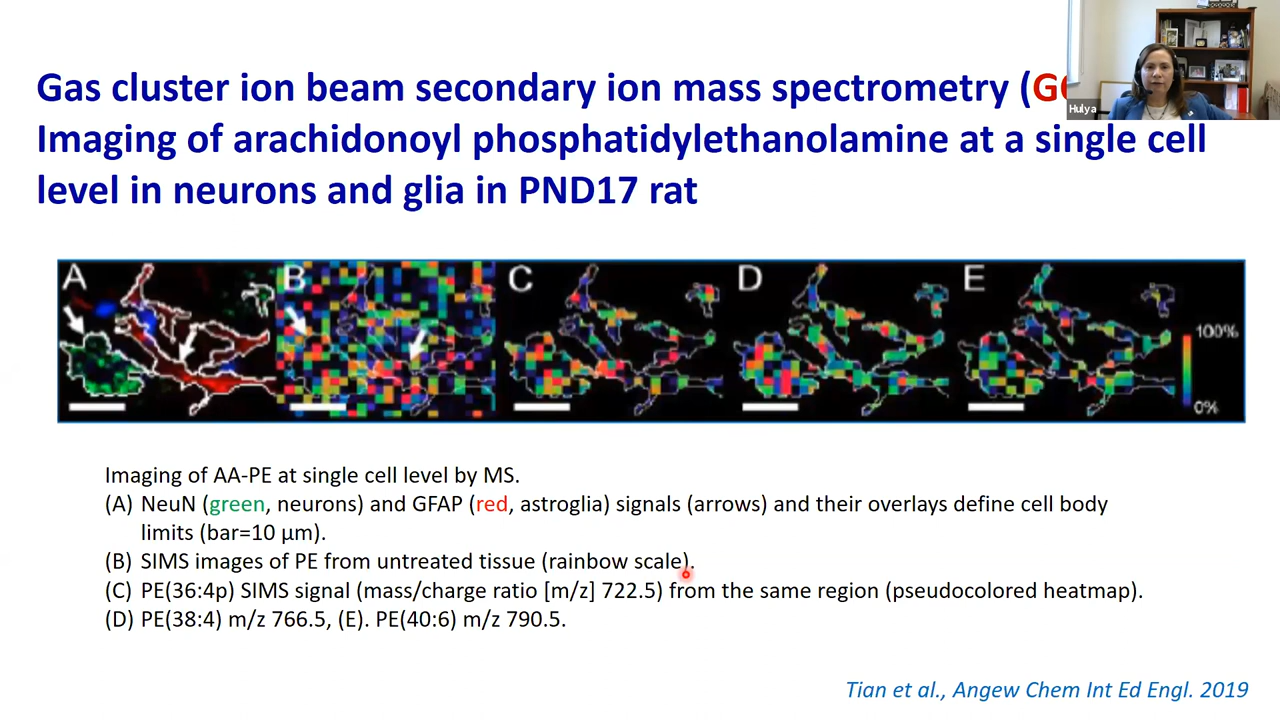 Gas cluster ion beam secondary ion mass spectrometry (
Imaging of arachidonoyl phosphatidylethanolamine at a single cell
level in neurons and glia in PND17 rat
Hulya
A B C D E
100%
0%
Imaging of AA-PE at single cell level by MS.
(A) NeuN (green, neurons) and GFAP (red, astroglia) signals (arrows) and their overlays define cell body
limits (bar=10 µm).
(B) SIMS images of PE from untreated tissue (rainbow scale).
(C) PE(36:4p) SIMS signal (mass/charge ratio [m/z] 722.5) from the same region (pseudocolored heatmap).
(D) PE(38:4) m/z 766.5, (E). PE(40:6) m/z 790.5.
Tian et al., Angew Chem Int Ed Engl. 2019